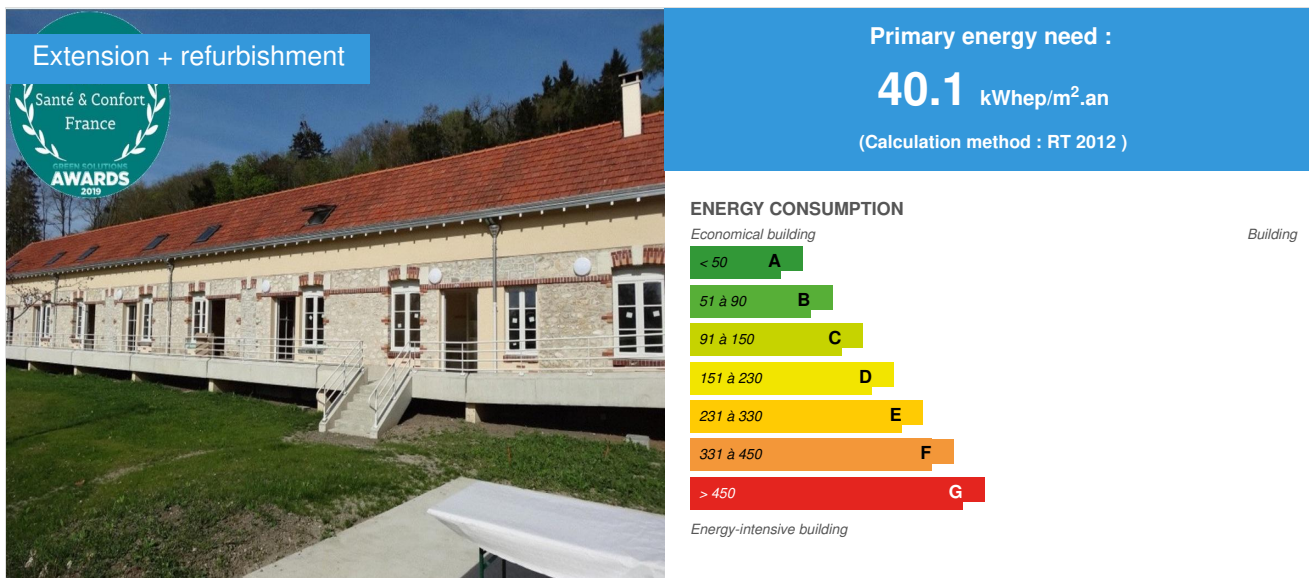 Extension + refurbishment
Santé & Confort
France
GREEN SOLUTIONS
AWARDS
2019
Primary energy need :
40.1 kWhep/m².an
(Calculation method : RT 2012 )
ENERGY CONSUMPTION
Economical building
Building
< 50 A
51 à 90 B
91 à 150 C
151 à 230 D
231 à 330 E
331 à 450 F
> 450 G
Energy-intensive building